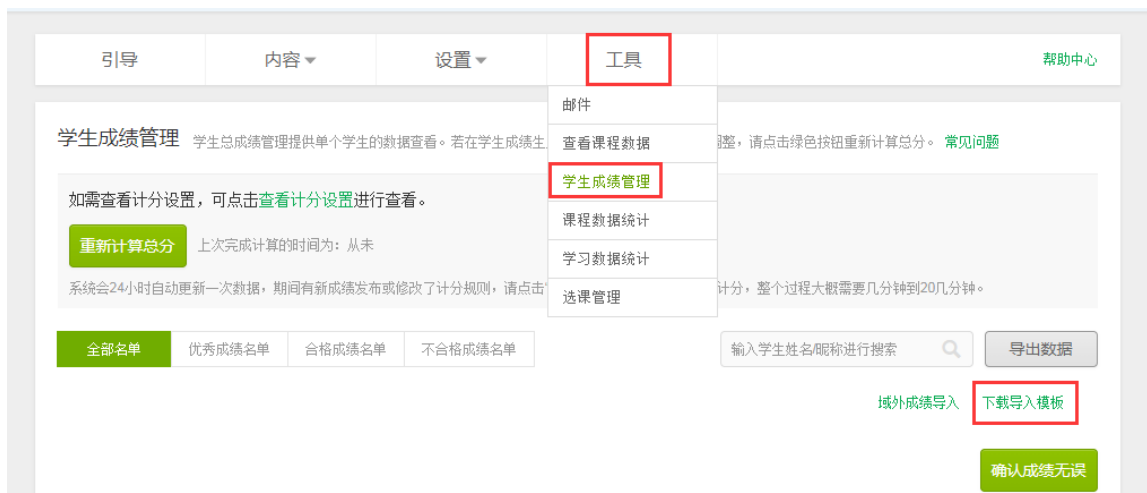 引导 内容 设置 工具 帮助中心
邮件
学生成绩管理 学生总成绩管理提供单个学生的数据查看。若在学生成绩生 查看课程数据 调整，请点击绿色按钮重新计算总分。 常见问题
学生成绩管理
如需查看计分设置，可点击查看计分设置进行查看。
课程数据统计
重新计算总分 上次完成计算的时间为：从未
学习数据统计
系统会24小时自动更新一次数据，期间有新成绩发布或修改了计分规则，请点击 选课管理 计分，整个过程大概需要几分钟到20几分钟。
全部名单 优秀成绩名单 合格成绩名单 不合格成绩名单 输入学生姓名/昵称进行搜索 导出数据
域外成绩导入 下载导入模板
确认成绩无误